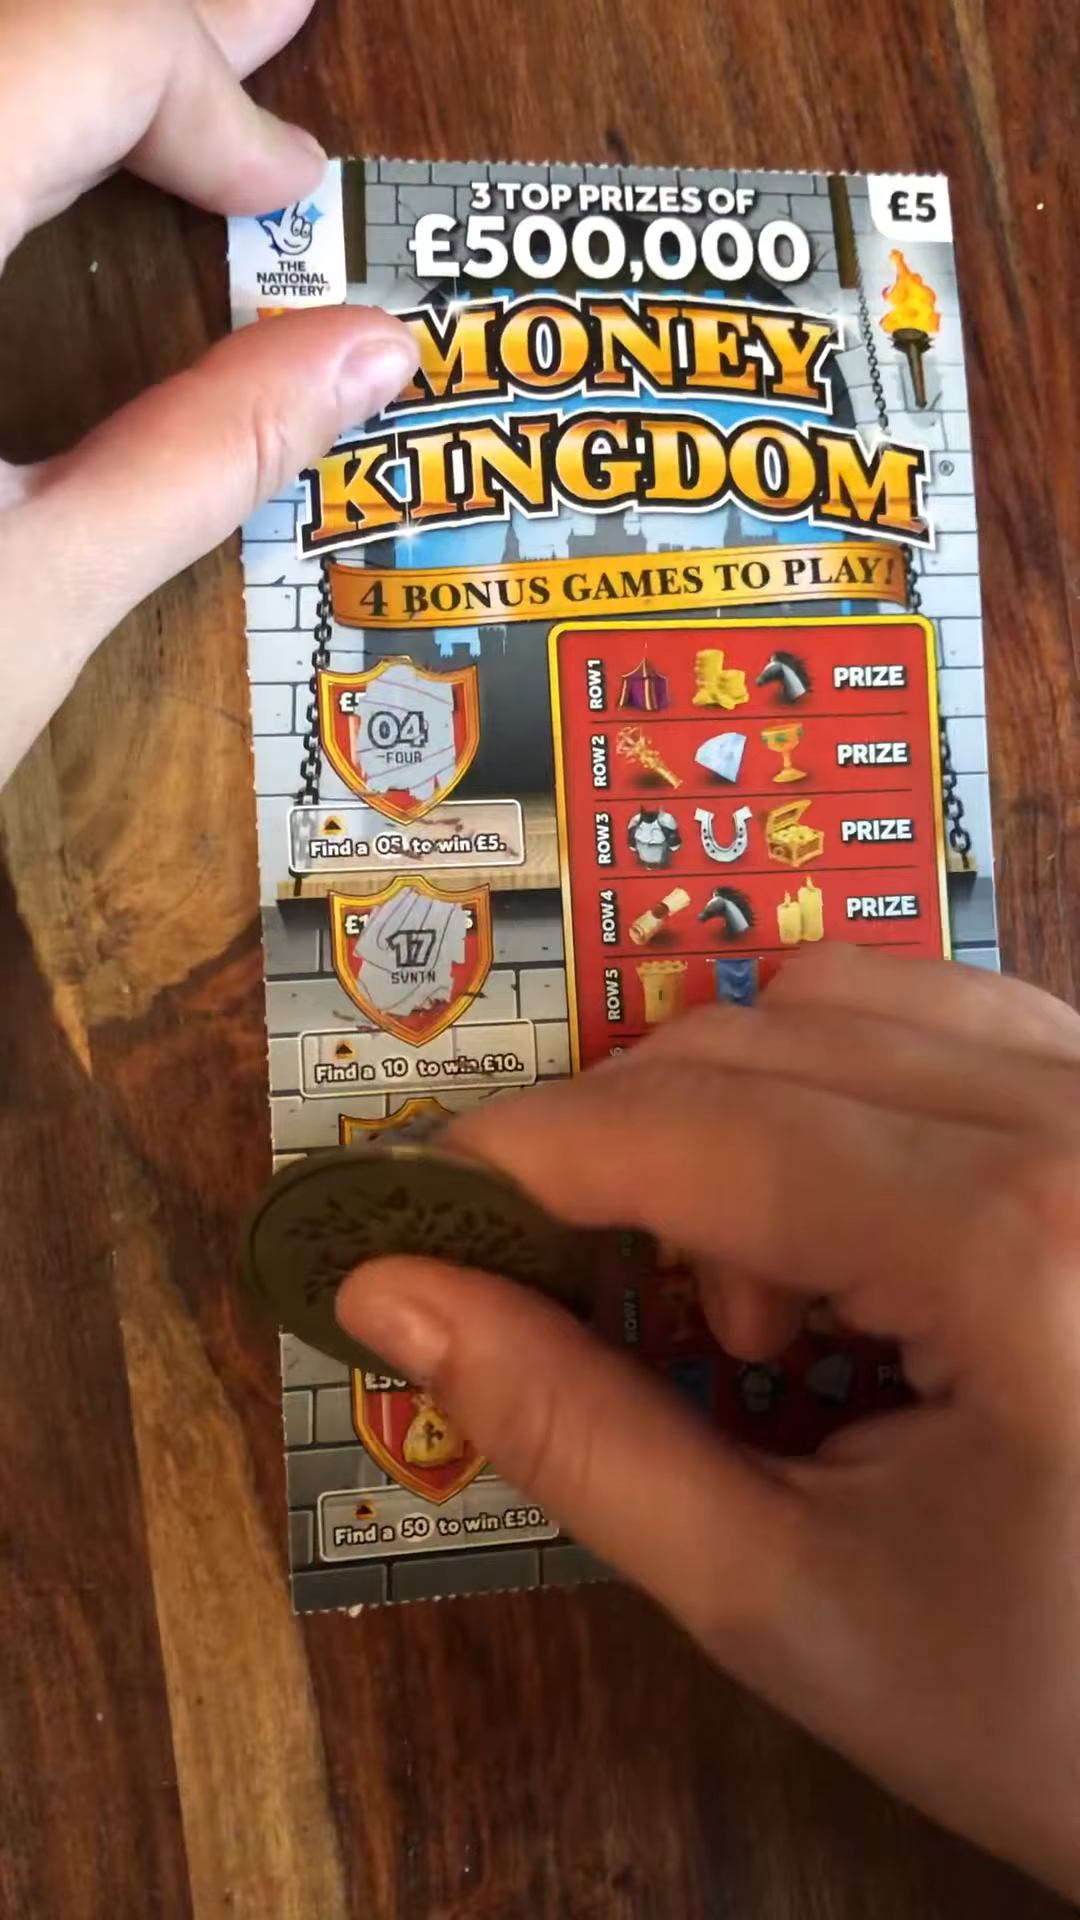 3 TOP PRIZES OF
£500,000
£5
THE
NATIONAL
LOTTERY®
MONEY
KINGDOM®
4 BONUS GAMES TO PLAY!
04
FOUR
Find a 05 to win £5.
17
SVNTN
Find a 10 to win £10.
£50
Find a 50 to win £50.
ROW 1 PRIZE
ROW 2 PRIZE
ROW 3 PRIZE
ROW 4 PRIZE
ROW 5